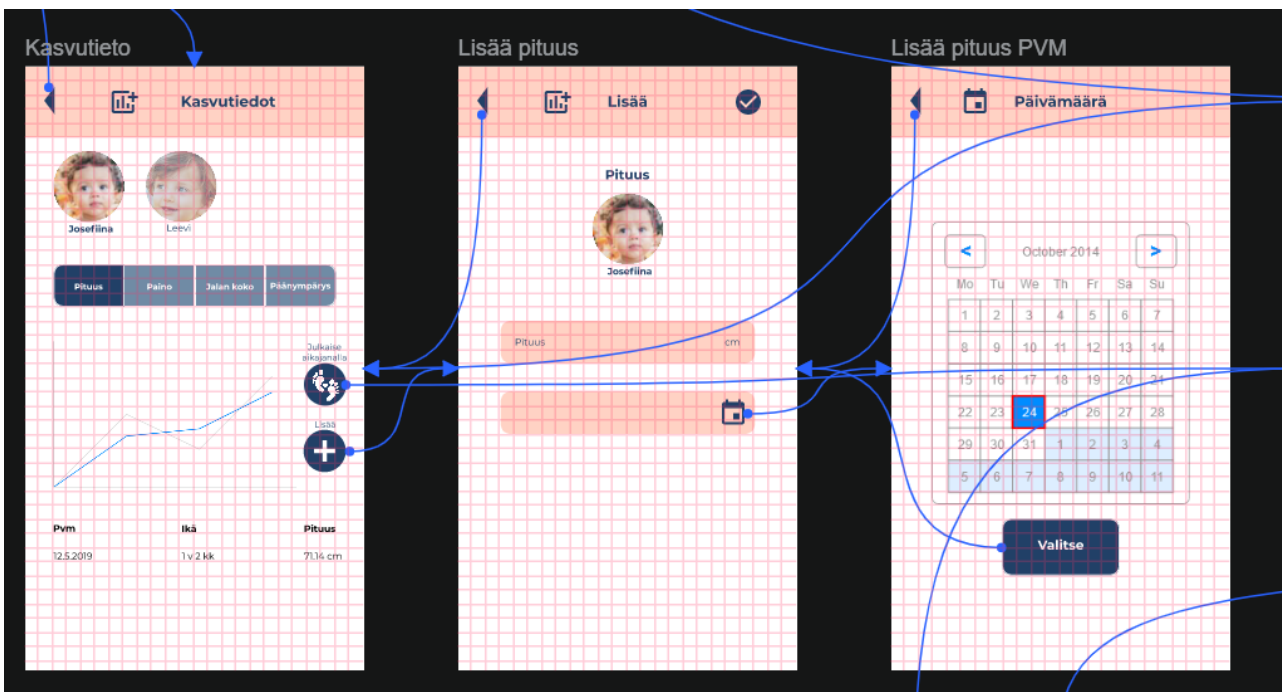 Kasvutieto
Kasvutiedot
Josefiina
Leevi
Pituus
Paino
Jalan koko
Päänympärys
Julkaise
aikajanalla
Lisää
Pvm Ikä Pituus
12.5.2019 1 v 2 kk 71.14 cm
Lisää pituus
Lisää
Pituus
Josefiina
Pituus cm
Lisää pituus PVM
Päivämäärä
< October 2014 >
Mo Tu We Th Fr Sa Su
1 2 3 4 5 6 7
8 9 10 11 12 13 14
15 16 17 18 19 20 21
22 23 24 25 26 27 28
29 30 31 1 2 3 4
5 6 7 8 9 10 11
Valitse